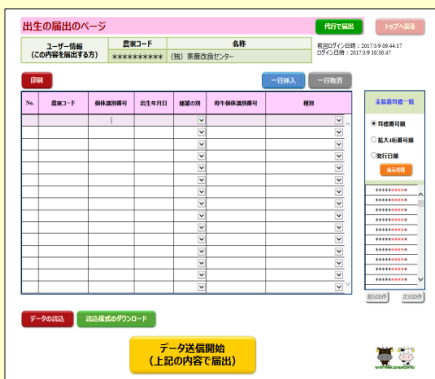 出生の届出のページ
代行で届出
トップへ戻る
ユーザー情報
(この内容を届出する方)
農家コード
名称
**********
(独) 家畜改良センター
前回ログイン日時：2017/3/9 09:44:17
ログイン日時：2017/3/9 10:30:47
印刷
一行挿入
一行取消
No.
農家コード
個体識別番号
出生年月日
雌雄の別
母牛個体識別番号
種別
未装着耳標一覧
耳標番号順
拡大4桁番号順
発行日順
表示切替
**********
**********
**********
**********
**********
**********
**********
**********
前500件
次500件
データの読込
読込様式のダウンロード
データ送信開始
(上記の内容で届出)